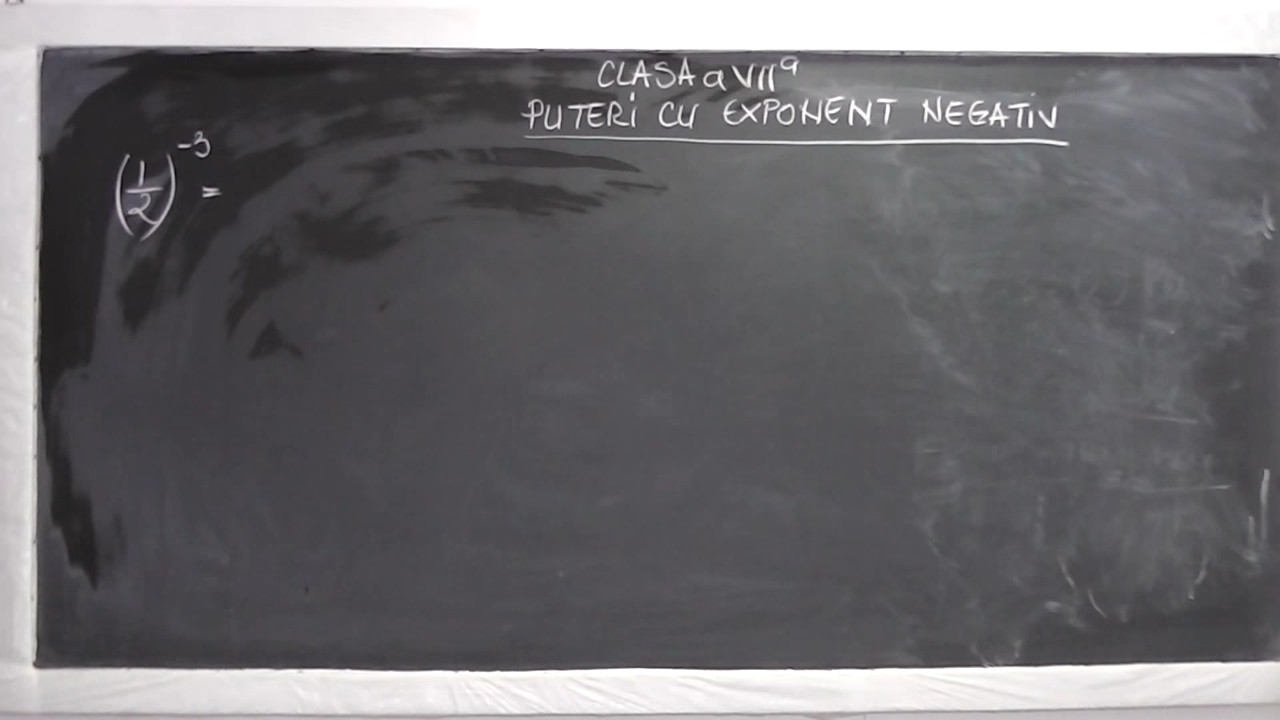 CLASA a VII a
PUTERI CU EXPONENT NEGATIV
(1/2)^-3 =